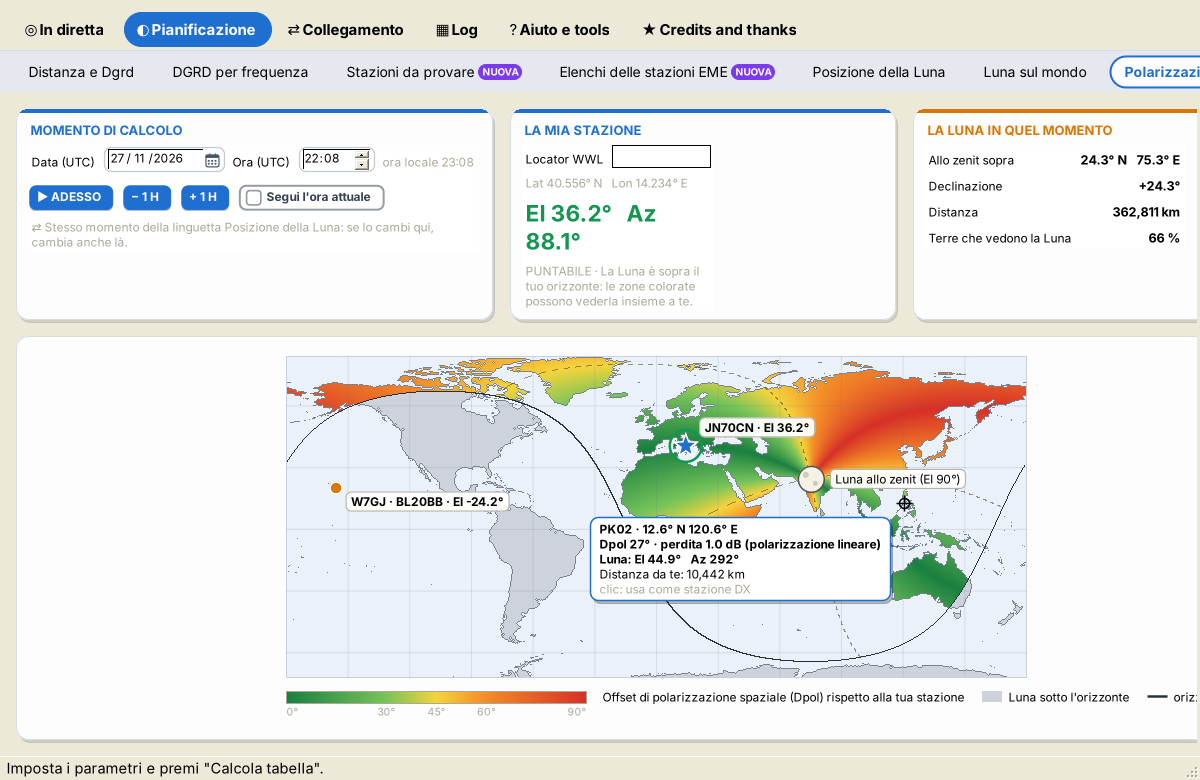 ◎ In diretta ◐ Pianificazione ⇄ Collegamento ▦ Log ? Aiuto e tools ★ Credits and thanks
Distanza e Dgrd DGRD per frequenza Stazioni da provare NUOVA Elenchi delle stazioni EME NUOVA Posizione della Luna Luna sul mondo Polarizzazi
MOMENTO DI CALCOLO
Data (UTC) 27/11/2026 Ora (UTC) 22:08 ora locale 23:08
▶ ADESSO − 1 H + 1 H Segui l'ora attuale
⇄ Stesso momento della linguetta Posizione della Luna: se lo cambi qui,
cambia anche là.
LA MIA STAZIONE
Locator WWL
Lat 40.556° N Lon 14.234° E
El 36.2° Az
88.1°
PUNTABILE · La Luna è sopra il
tuo orizzonte: le zone colorate
possono vederla insieme a te.
LA LUNA IN QUEL MOMENTO
Allo zenit sopra 24.3° N 75.3° E
Declinazione +24.3°
Distanza 362,811 km
Terre che vedono la Luna 66 %
JN70CN · El 36.2°
Luna allo zenit (El 90°)
W7GJ · BL20BB · El -24.2°
PK02 · 12.6° N 120.6° E
Dpol 27° · perdita 1.0 dB (polarizzazione lineare)
Luna: El 44.9° Az 292°
Distanza da te: 10,442 km
clic: usa come stazione DX
0° 30° 45° 60° 90°
Offset di polarizzazione spaziale (Dpol) rispetto alla tua stazione Luna sotto l'orizzonte oriz
Imposta i parametri e premi "Calcola tabella".